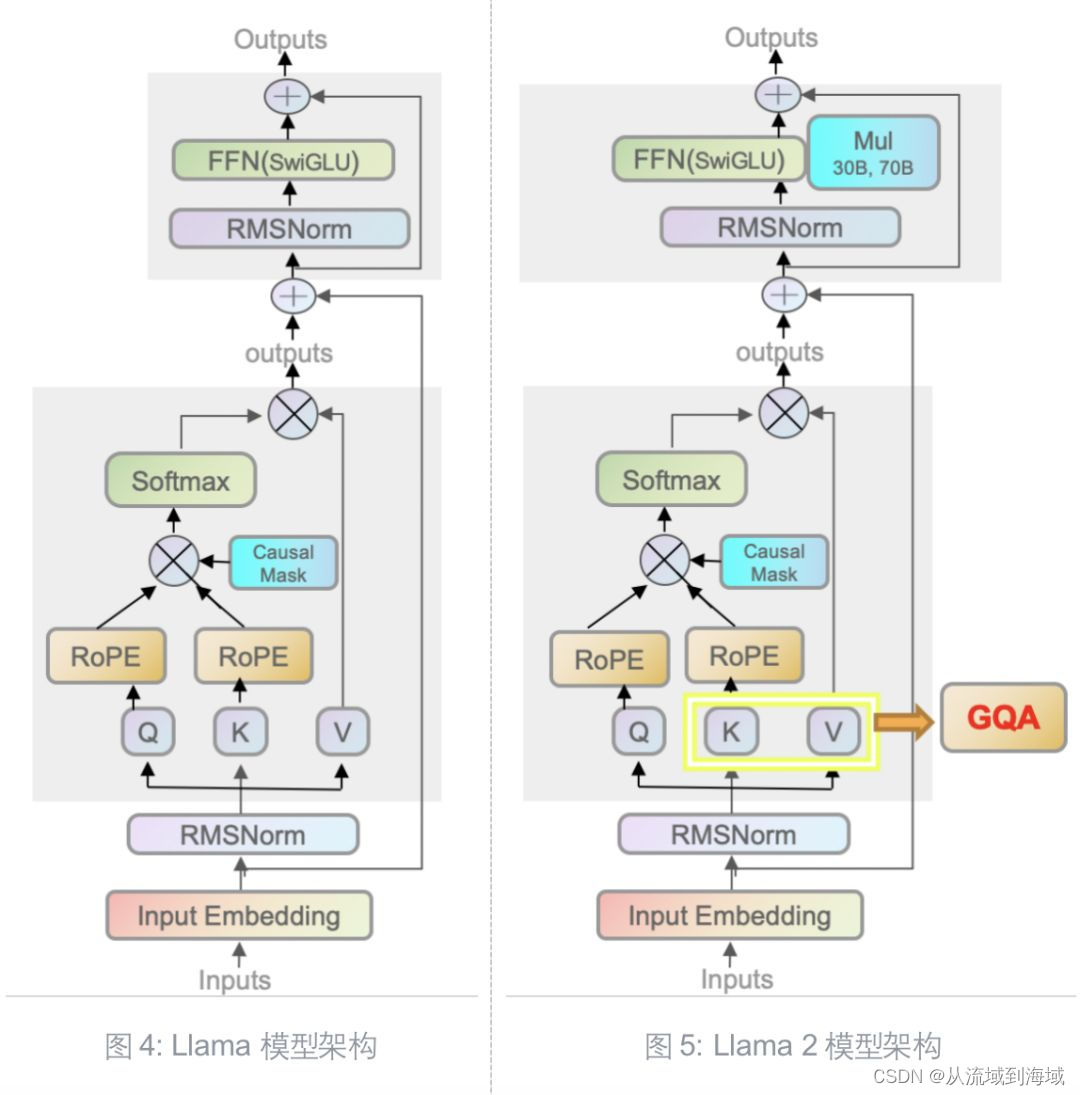 Outputs
FFN(SwiGLU)
RMSNorm
outputs
Softmax
Causal
Mask
RoPE
RoPE
Q
K
V
RMSNorm
Input Embedding
Inputs
图 4: Llama 模型架构
Outputs
FFN(SwiGLU)
Mul
30B, 70B
RMSNorm
outputs
Softmax
Causal
Mask
RoPE
RoPE
Q
K
V
GQA
RMSNorm
Input Embedding
Inputs
图 5: Llama 2 模型架构
CSDN @从流域到海域